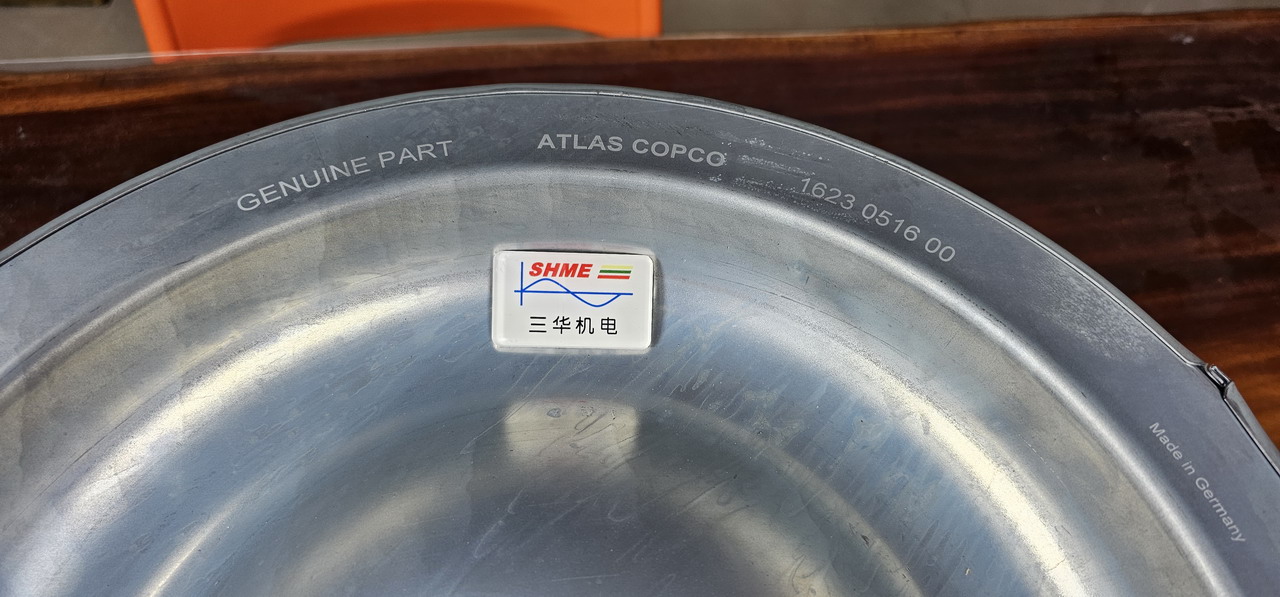 GENUINE PART
ATLAS COPCO
1623 0516 00
SHME
三华机电
Made in Germany